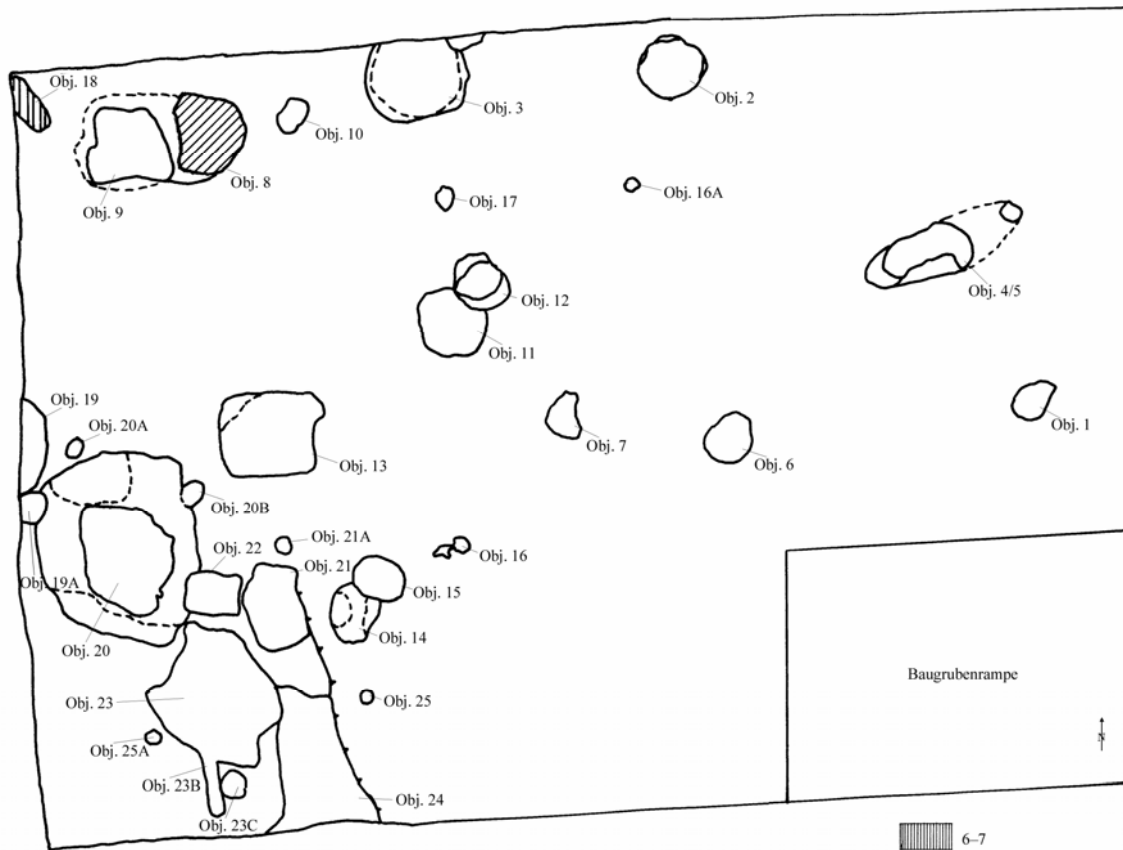 Obj. 18
Obj. 3
Obj. 2
Obj. 10
Obj. 8
Obj. 9
Obj. 17
Obj. 16A
Obj. 4/5
Obj. 12
Obj. 11
Obj. 19
Obj. 20A
Obj. 13
Obj. 7
Obj. 6
Obj. 1
Obj. 20B
Obj. 21A
Obj. 22
Obj. 21
Obj. 16
Obj. 19A
Obj. 15
Obj. 14
Obj. 20
Baugrubenrampe
Obj. 23
Obj. 25
N
Obj. 25A
Obj. 23B
Obj. 24
Obj. 23C
6–7